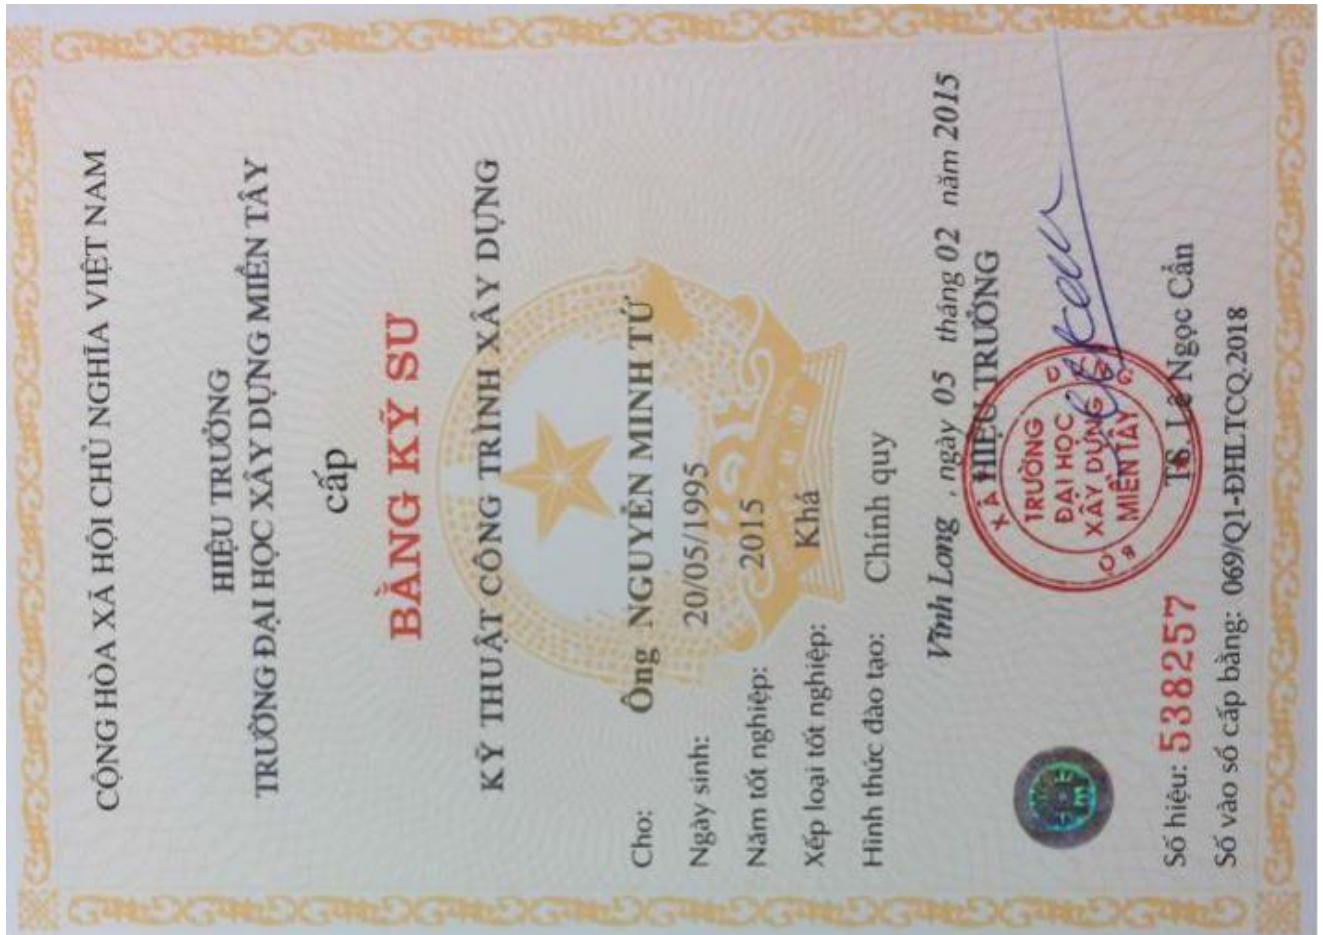 CỘNG HÒA XÃ HỘI CHỦ NGHĨA VIỆT NAM
HIỆU TRƯỞNG
TRƯỜNG ĐẠI HỌC XÂY DỰNG MIỀN TÂY
cấp
BẰNG KỸ SƯ
KỸ THUẬT CÔNG TRÌNH XÂY DỰNG
Cho: Ông NGUYỄN MINH TỨ
Ngày sinh: 20/05/1995
Năm tốt nghiệp: 2015
Xếp loại tốt nghiệp: Khá
Hình thức đào tạo: Chính quy
Vĩnh Long , ngày 05 tháng 02 năm 2015
HIỆU TRƯỞNG
TRƯỜNG
ĐẠI HỌC
XÂY DỰNG
MIỀN TÂY
TS. Lê Ngọc Cẩn
Số hiệu: 538257
Số vào sổ cấp bằng: 069/Q1-ĐHLTCQ.2018